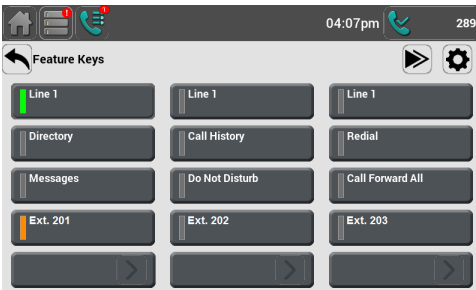 ! 1 04:07pm 289
Feature Keys
Line 1 Line 1 Line 1
Directory Call History Redial
Messages Do Not Disturb Call Forward All
Ext. 201 Ext. 202 Ext. 203